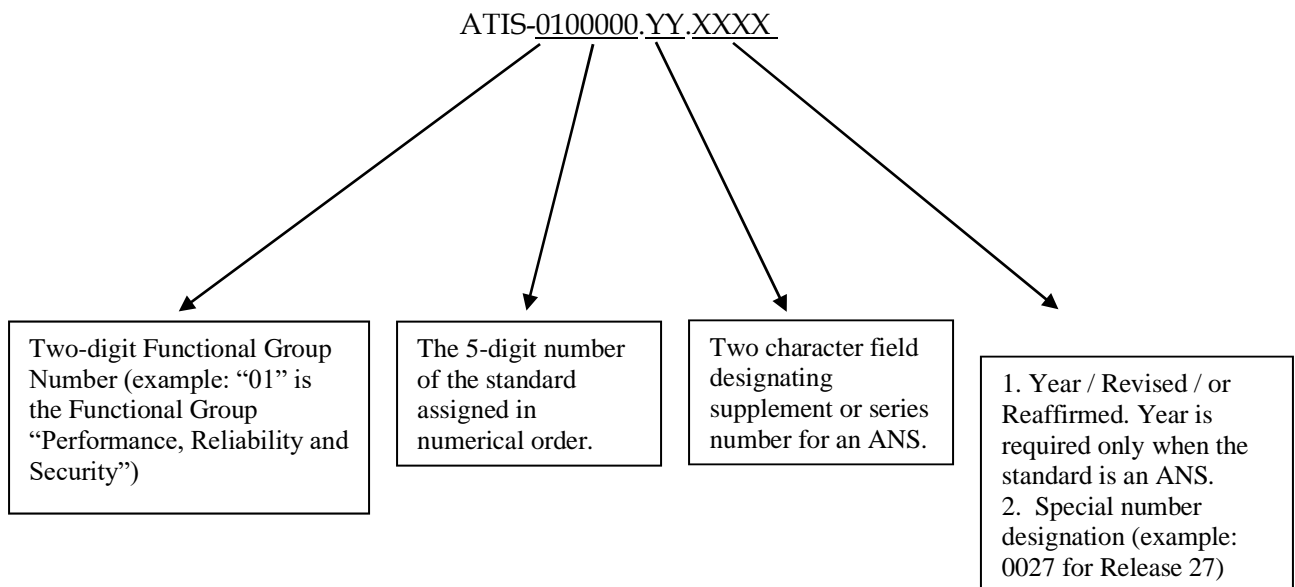 ATIS-0100000.YY.XXXX
Two-digit Functional Group
Number (example: “01” is
the Functional Group
“Performance, Reliability and
Security”)
The 5-digit number
of the standard
assigned in
numerical order.
Two character field
designating
supplement or series
number for an ANS.
1. Year / Revised / or
Reaffirmed. Year is
required only when the
standard is an ANS.
2. Special number
designation (example:
0027 for Release 27)